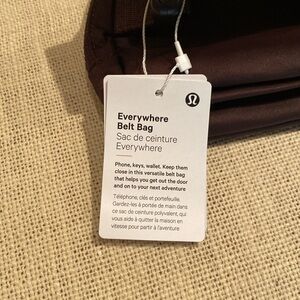 Everywhere
Belt Bag
Sac de ceinture
Everywhere
Phone, keys, wallet. Keep them
close in this versatile belt bag
that helps you get out the door
and on to your next adventure
Téléphone, clés et portefeuille.
Gardez-les à portée de main dans
ce sac de ceinture polyvalent, qui
vous aide à quitter la maison en
vitesse pour partir à l'aventure